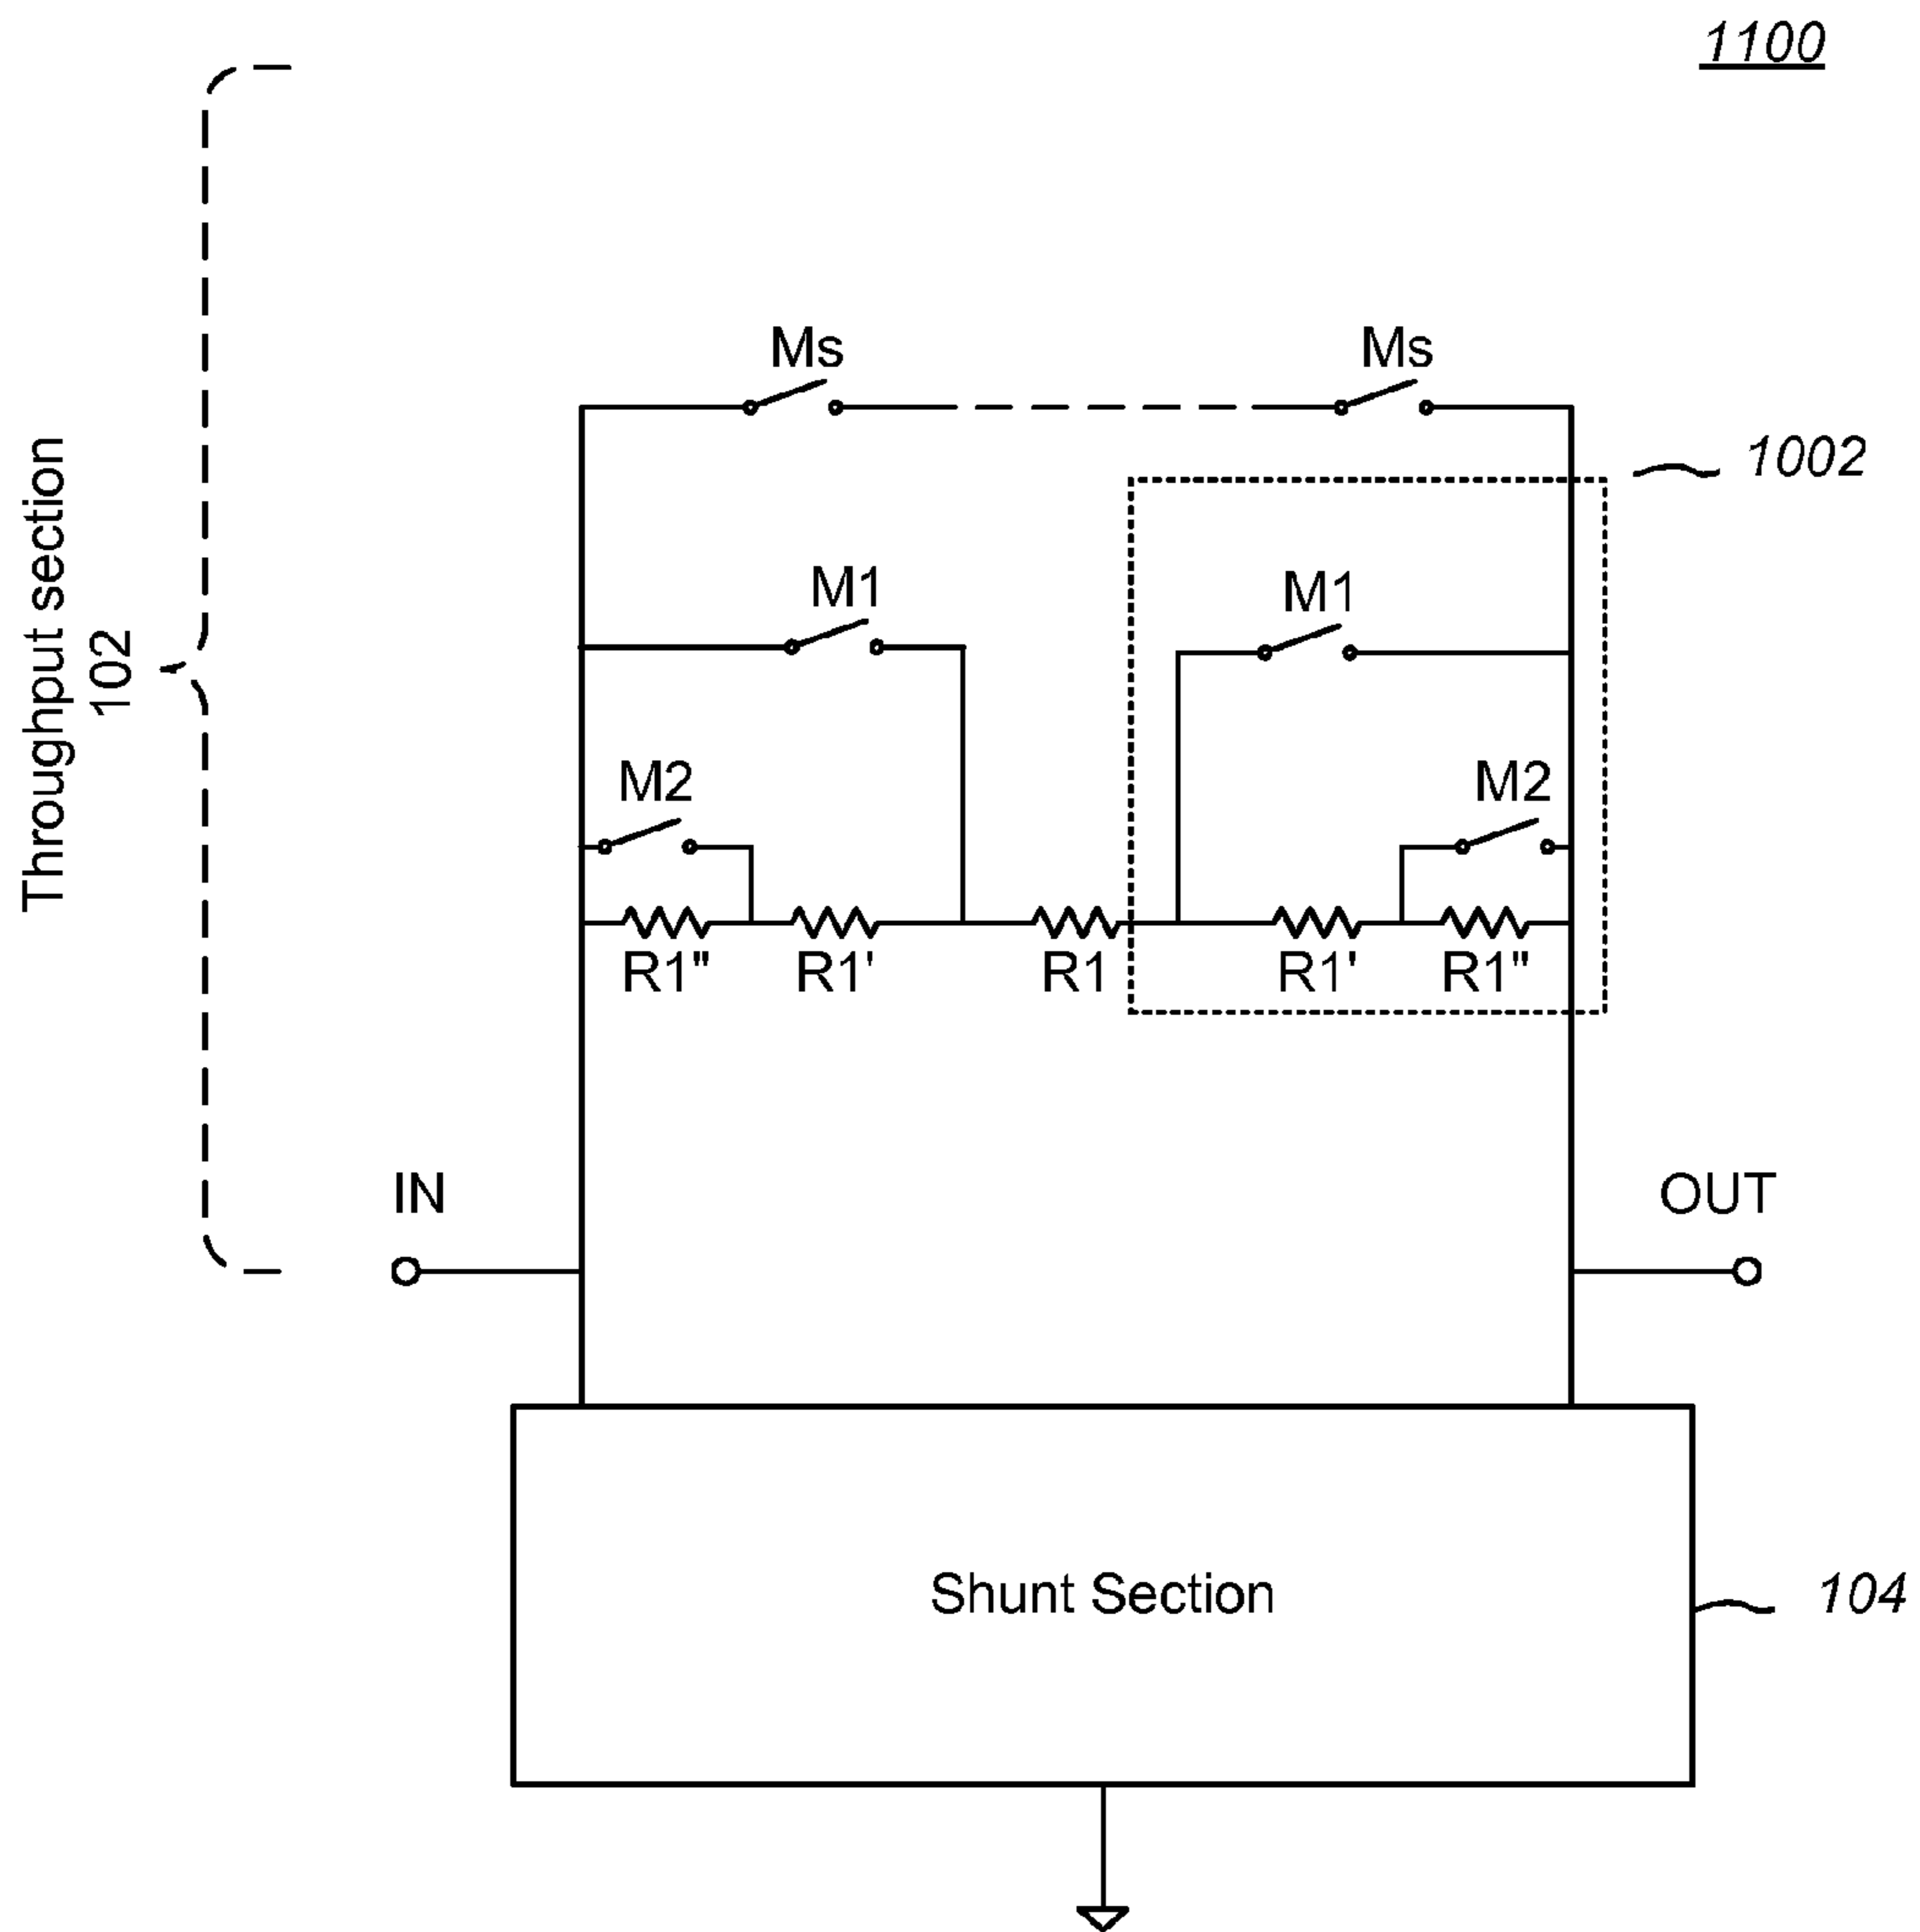 1100
Throughput section
102
Ms
Ms
1002
M1
M1
M2
M2
R1"
R1'
R1
R1'
R1"
IN
OUT
Shunt Section
104